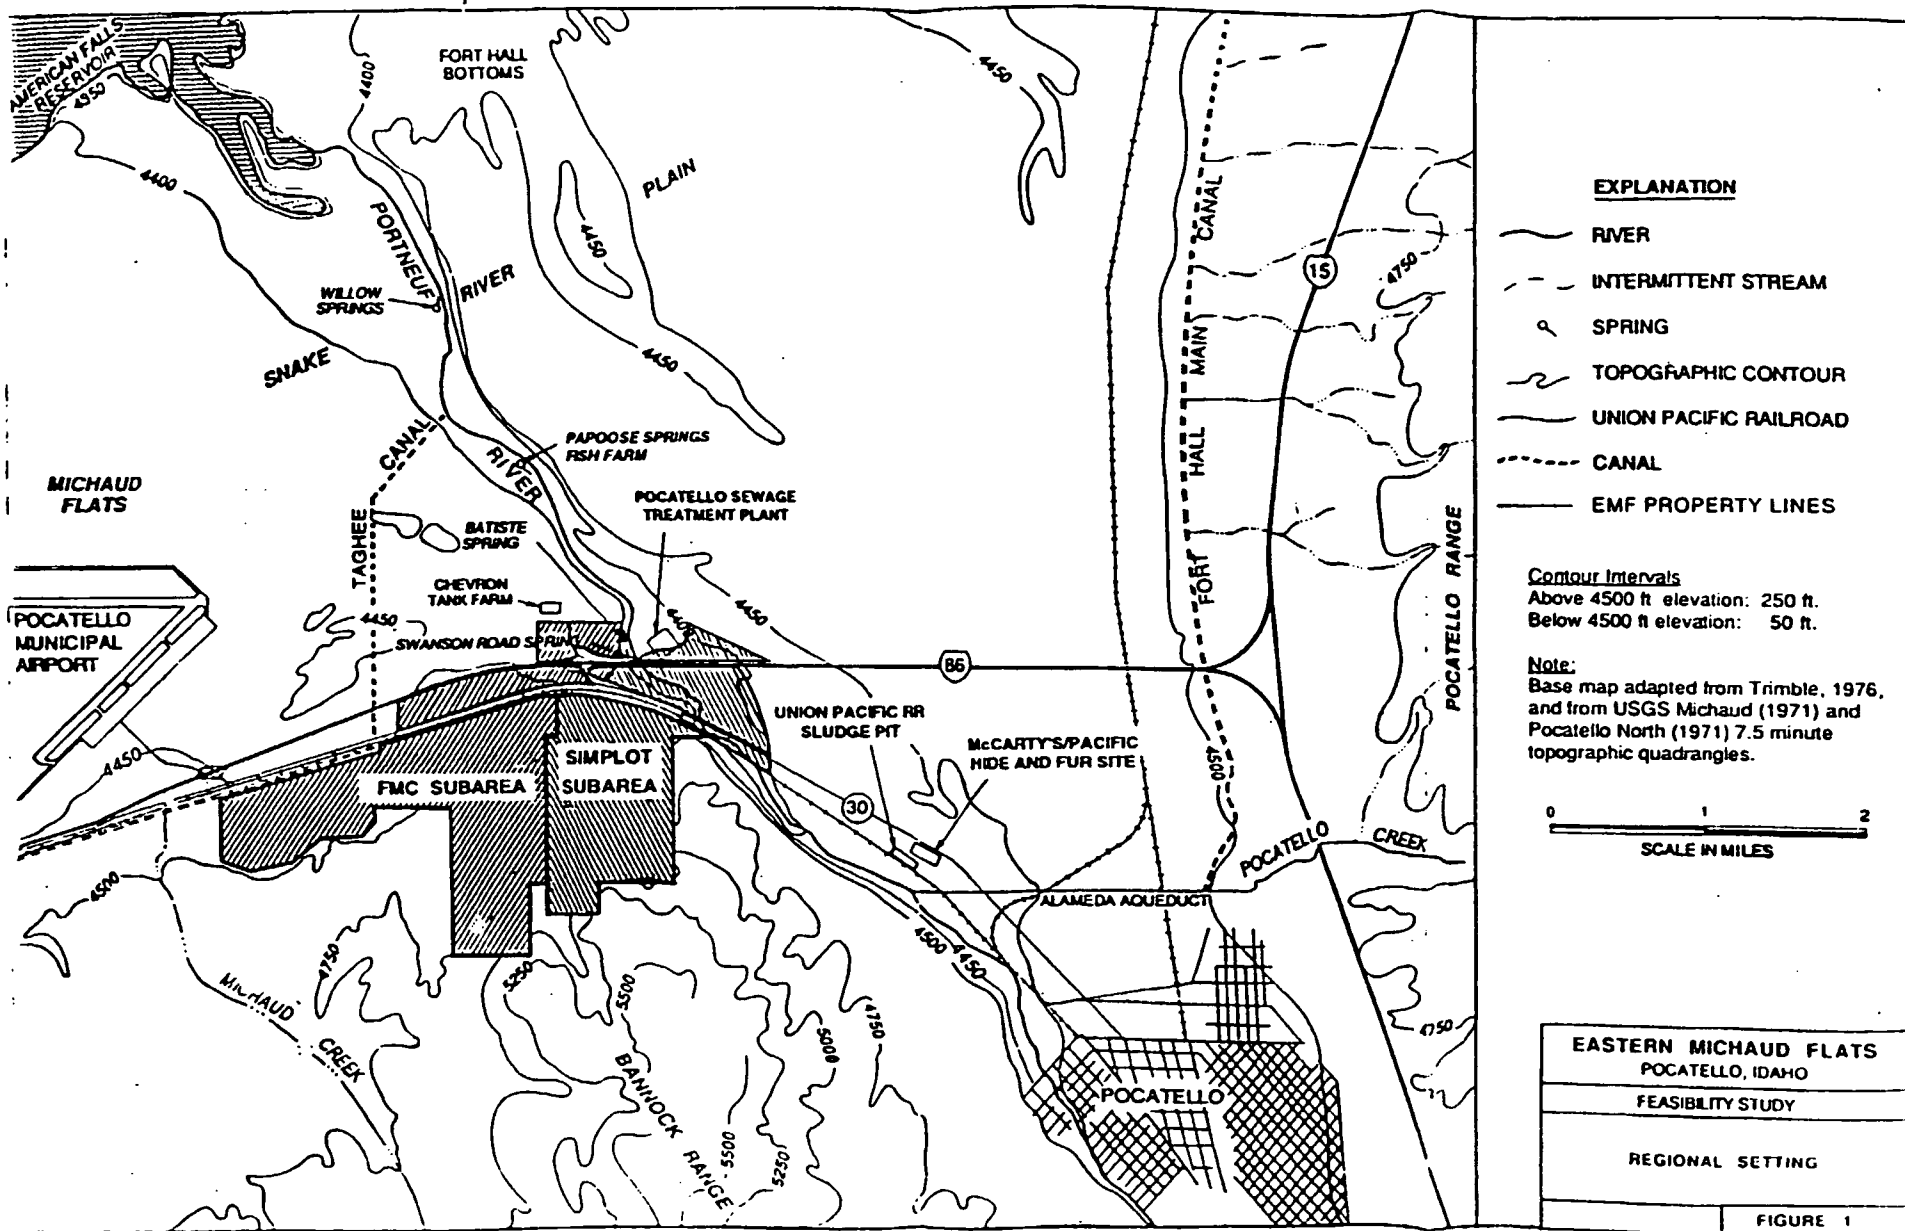 AMERICAN FALLS
RESERVOIR
4350
4400
FORT HALL
BOTTOMS
4450
4400
PLAIN
4450
PORTNEUF
RIVER
WILLOW
SPRINGS
SNAKE
4450
CANAL
PAPOOSE SPRINGS
FISH FARM
RIVER
MICHAUD
FLATS
TAGHEE
BATISTE
SPRING
POCATELLO SEWAGE
TREATMENT PLANT
CHEVRON
TANK FARM
4450
4400
4450
SWANSON ROAD SPRING
POCATELLO
MUNICIPAL
AIRPORT
4450
86
UNION PACIFIC RR
SLUDGE PIT
McCARTY'S/PACIFIC
HIDE AND FUR SITE
SIMPLOT
SUBAREA
FMC SUBAREA
30
FORT HALL MAIN CANAL
15
4750
POCATELLO RANGE
4500
POCATELLO CREEK
ALAMEDA AQUEDUCT
4500
4500
4450
4750
MICHAUD
CREEK
5250
5500
4750
5000
BANNOCK RANGE
5500
5250
4750
POCATELLO
EXPLANATION
RIVER
INTERMITTENT STREAM
SPRING
TOPOGRAPHIC CONTOUR
UNION PACIFIC RAILROAD
CANAL
EMF PROPERTY LINES
Contour Intervals
Above 4500 ft elevation: 250 ft.
Below 4500 ft elevation: 50 ft.
Note:
Base map adapted from Trimble, 1976,
and from USGS Michaud (1971) and
Pocatello North (1971) 7.5 minute
topographic quadrangles.
0 1 2
SCALE IN MILES
EASTERN MICHAUD FLATS
POCATELLO, IDAHO
FEASIBILITY STUDY
REGIONAL SETTING
FIGURE 1